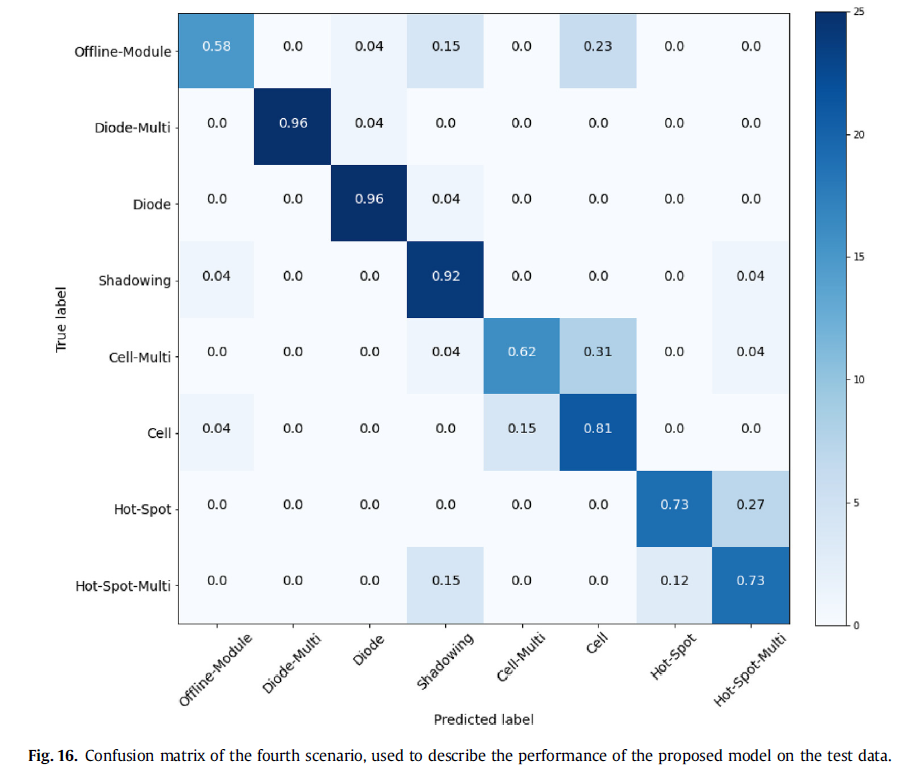 25
Offline-Module 0.58 0.0 0.04 0.15 0.0 0.23 0.0 0.0
Diode-Multi 0.0 0.96 0.04 0.0 0.0 0.0 0.0 0.0
20
Diode 0.0 0.0 0.96 0.04 0.0 0.0 0.0 0.0
Shadowing 0.04 0.0 0.0 0.92 0.0 0.0 0.0 0.04
15
True label
Cell-Multi 0.0 0.0 0.0 0.04 0.62 0.31 0.0 0.04
10
Cell 0.04 0.0 0.0 0.0 0.15 0.81 0.0 0.0
Hot-Spot 0.0 0.0 0.0 0.0 0.0 0.0 0.73 0.27
5
Hot-Spot-Multi 0.0 0.0 0.0 0.15 0.0 0.0 0.12 0.73
0
Offline-Module Diode-Multi Diode Shadowing Cell-Multi Cell Hot-Spot Hot-Spot-Multi
Predicted label
Fig. 16. Confusion matrix of the fourth scenario, used to describe the performance of the proposed model on the test data.